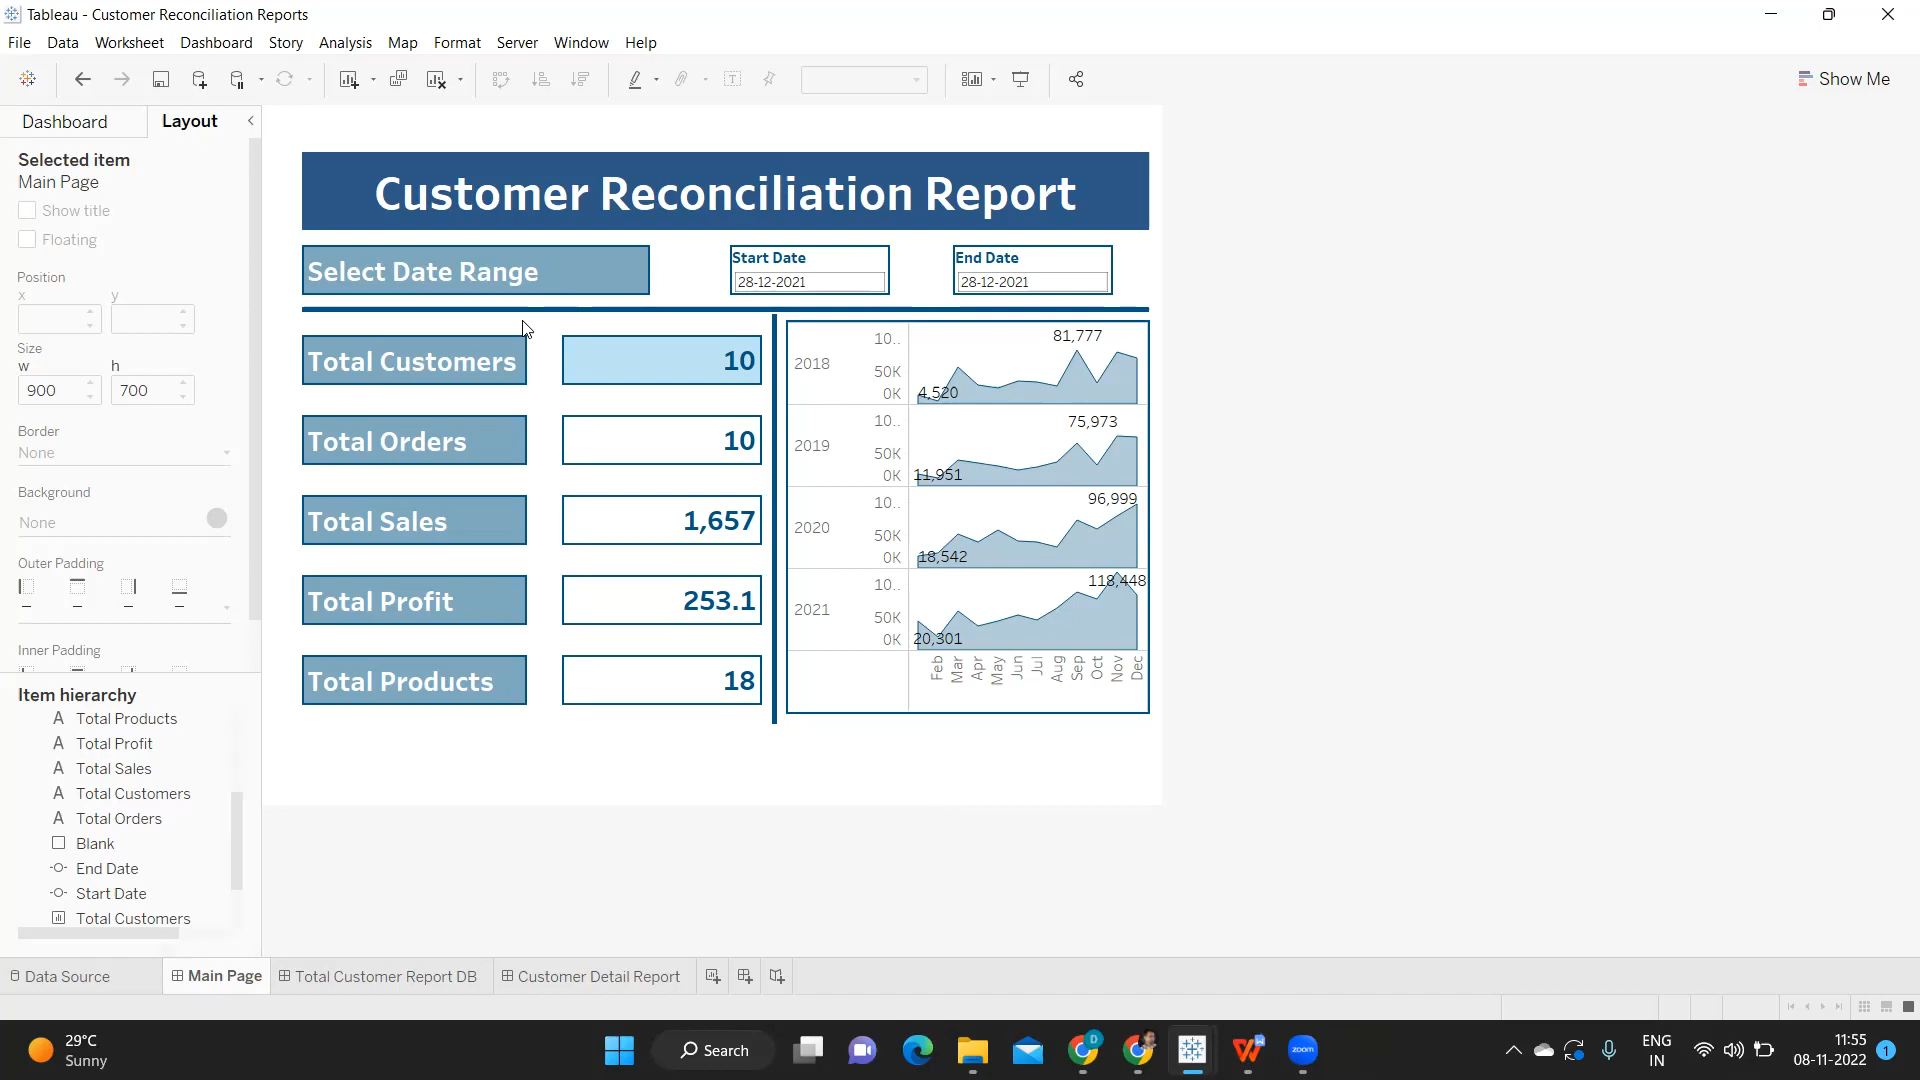 Tableau - Customer Reconciliation Reports
File Data Worksheet Dashboard Story Analysis Map Format Server Window Help
Show Me
Dashboard Layout
Selected item
Main Page
Show title
Floating
Position
x y
Size
w h
900 700
Border
None
Background
None
Outer Padding
Inner Padding
Item hierarchy
Total Products
Total Profit
Total Sales
Total Customers
Total Orders
Blank
End Date
Start Date
Total Customers
Customer Reconciliation Report
Select Date Range
Start Date
28-12-2021
End Date
28-12-2021
Total Customers 10
Total Orders 10
Total Sales 1,657
Total Profit 253.1
Total Products 18
2018 10.. 50K 0K 4,520 81,777
2019 10.. 50K 0K 11,951 75,973
2020 10.. 50K 0K 18,542 96,999
2021 10.. 50K 0K 20,301 118,448
Feb Mar Apr May Jun Jul Aug Sep Oct Nov Dec
Data Source Main Page Total Customer Report DB Customer Detail Report
29°C
Sunny
Search
D
zoom
ENG
IN
11:55
08-11-2022
1